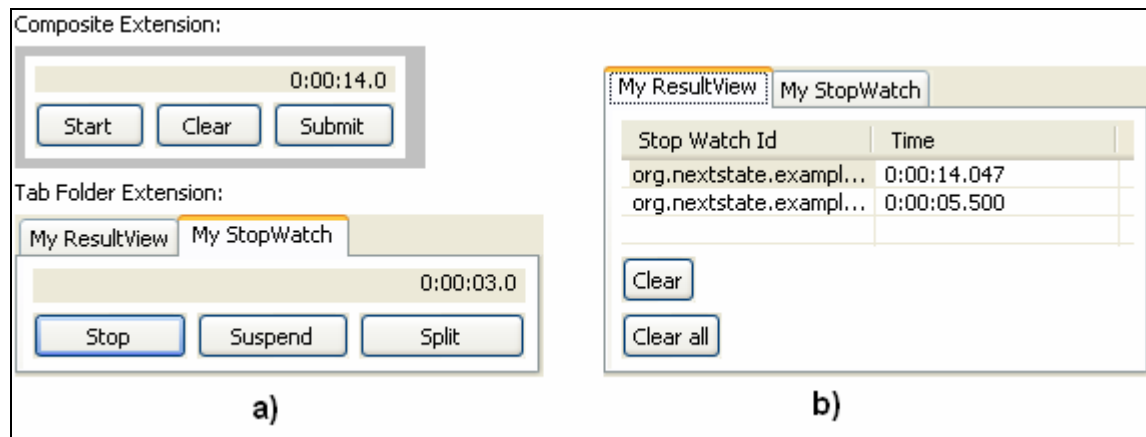 Composite Extension:
0:00:14.0
Start Clear Submit
Tab Folder Extension:
My ResultView My StopWatch
0:00:03.0
Stop Suspend Split
a)
My ResultView My StopWatch
Stop Watch Id Time
org.nextstate.exampl... 0:00:14.047
org.nextstate.exampl... 0:00:05.500
Clear
Clear all
b)